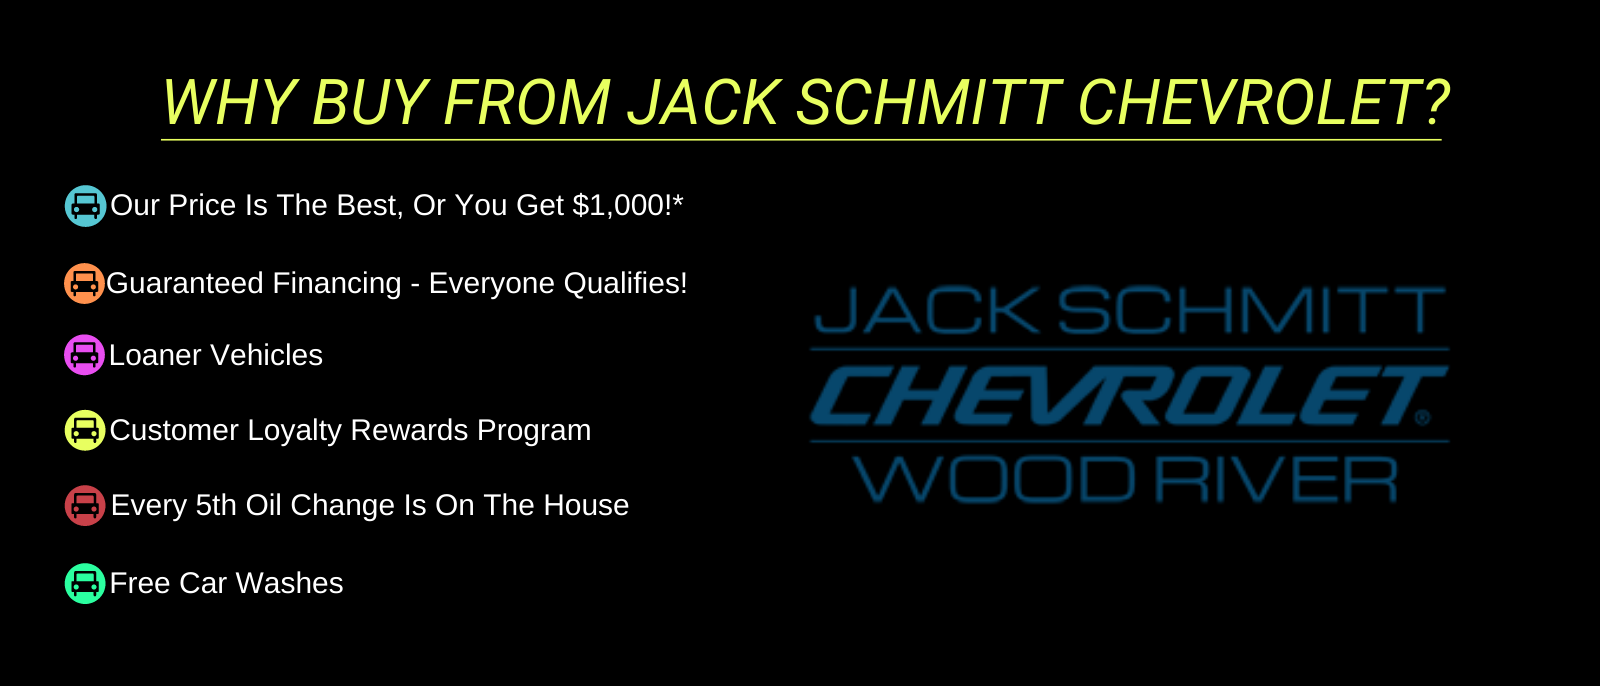 WHY BUY FROM JACK SCHMITT CHEVROLET?
Our Price Is The Best, Or You Get $1,000!*
Guaranteed Financing - Everyone Qualifies!
Loaner Vehicles
Customer Loyalty Rewards Program
Every 5th Oil Change Is On The House
Free Car Washes
JACK SCHMITT
CHEVROLET®
WOOD RIVER